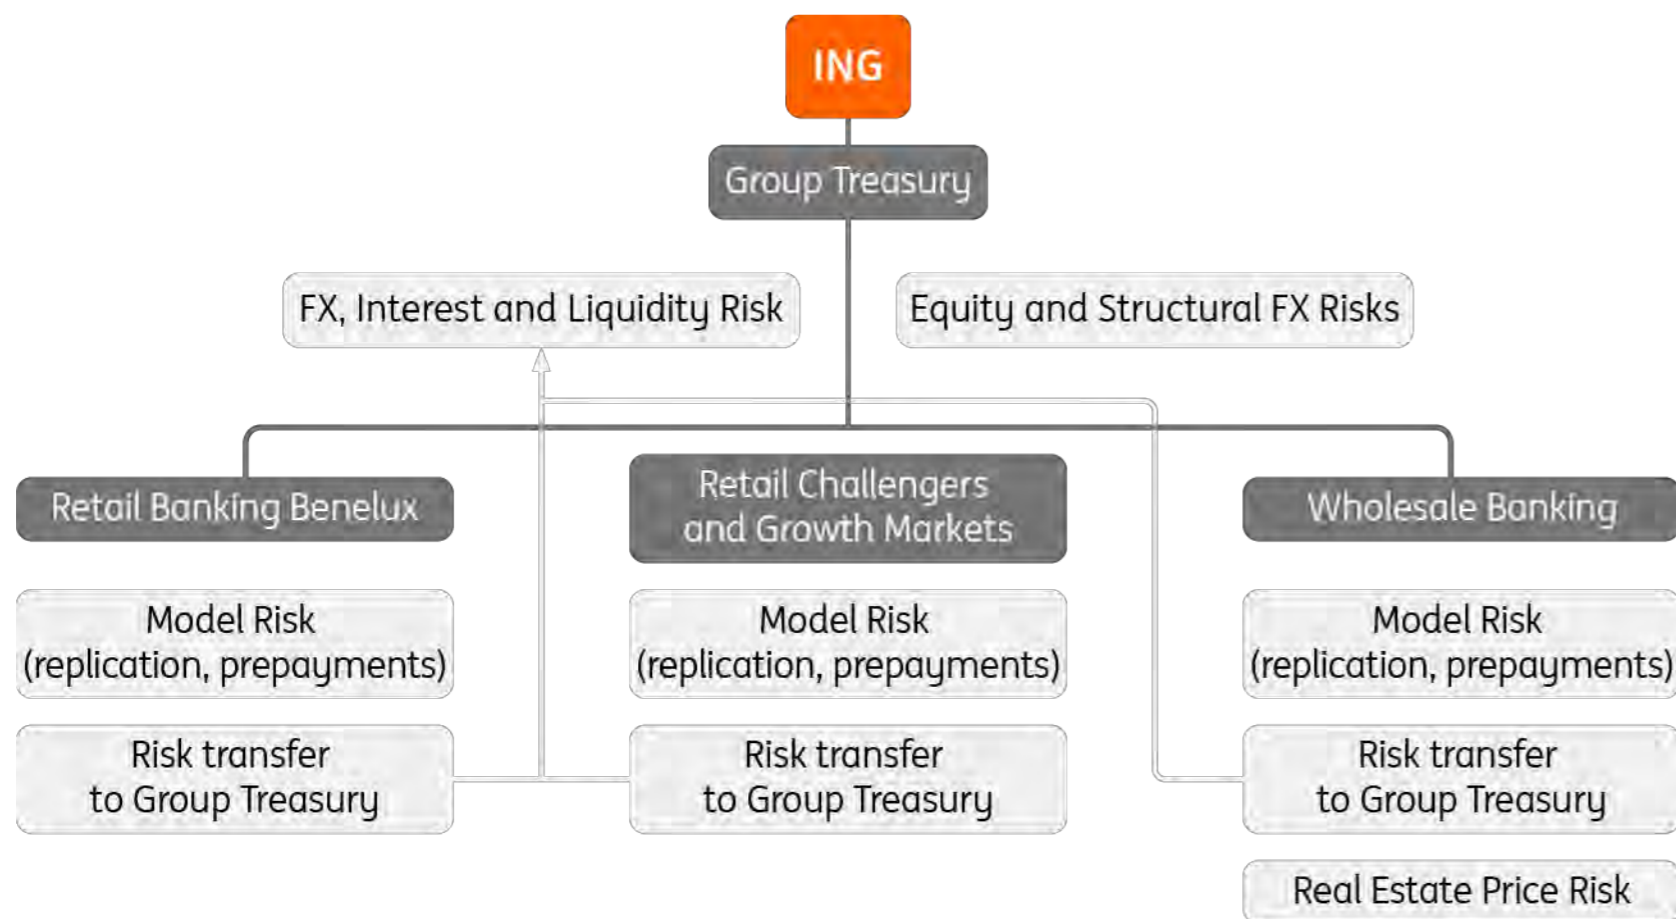 ING
Group Treasury
FX, Interest and Liquidity Risk
Equity and Structural FX Risks
Retail Banking Benelux
Retail Challengers
and Growth Markets
Wholesale Banking
Model Risk
(replication, prepayments)
Model Risk
(replication, prepayments)
Model Risk
(replication, prepayments)
Risk transfer
to Group Treasury
Risk transfer
to Group Treasury
Risk transfer
to Group Treasury
Real Estate Price Risk